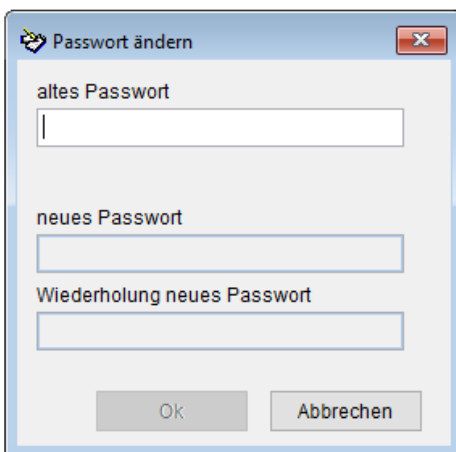 Passwort ändern
altes Passwort
neues Passwort
Wiederholung neues Passwort
Ok
Abbrechen